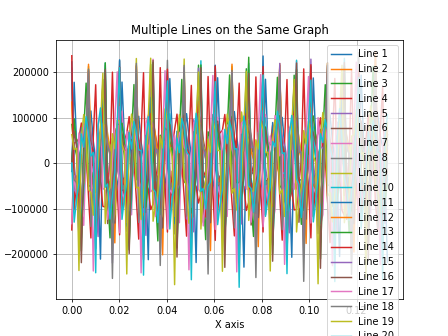 Multiple Lines on the Same Graph
200000
100000
0
−100000
−200000
0.00 0.02 0.04 0.06 0.08 0.10
X axis
Line 1
Line 2
Line 3
Line 4
Line 5
Line 6
Line 7
Line 8
Line 9
Line 10
Line 11
Line 12
Line 13
Line 14
Line 15
Line 16
Line 17
Line 18
Line 19
Line 20